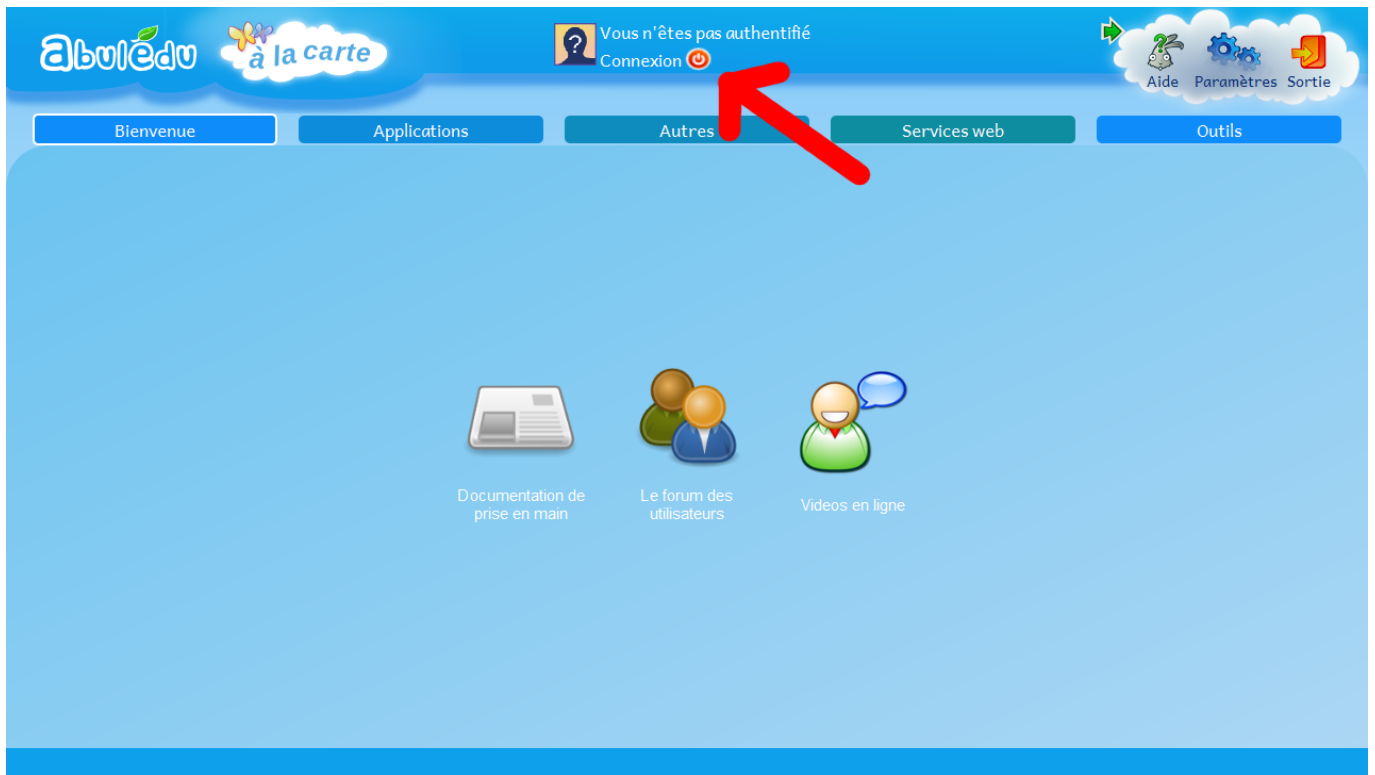 abulédu
à la carte
Vous n'êtes pas authentifié
Connexion
Aide
Paramètres
Sortie
Bienvenue
Applications
Autres
Services web
Outils
Documentation de
prise en main
Le forum des
utilisateurs
Videos en ligne